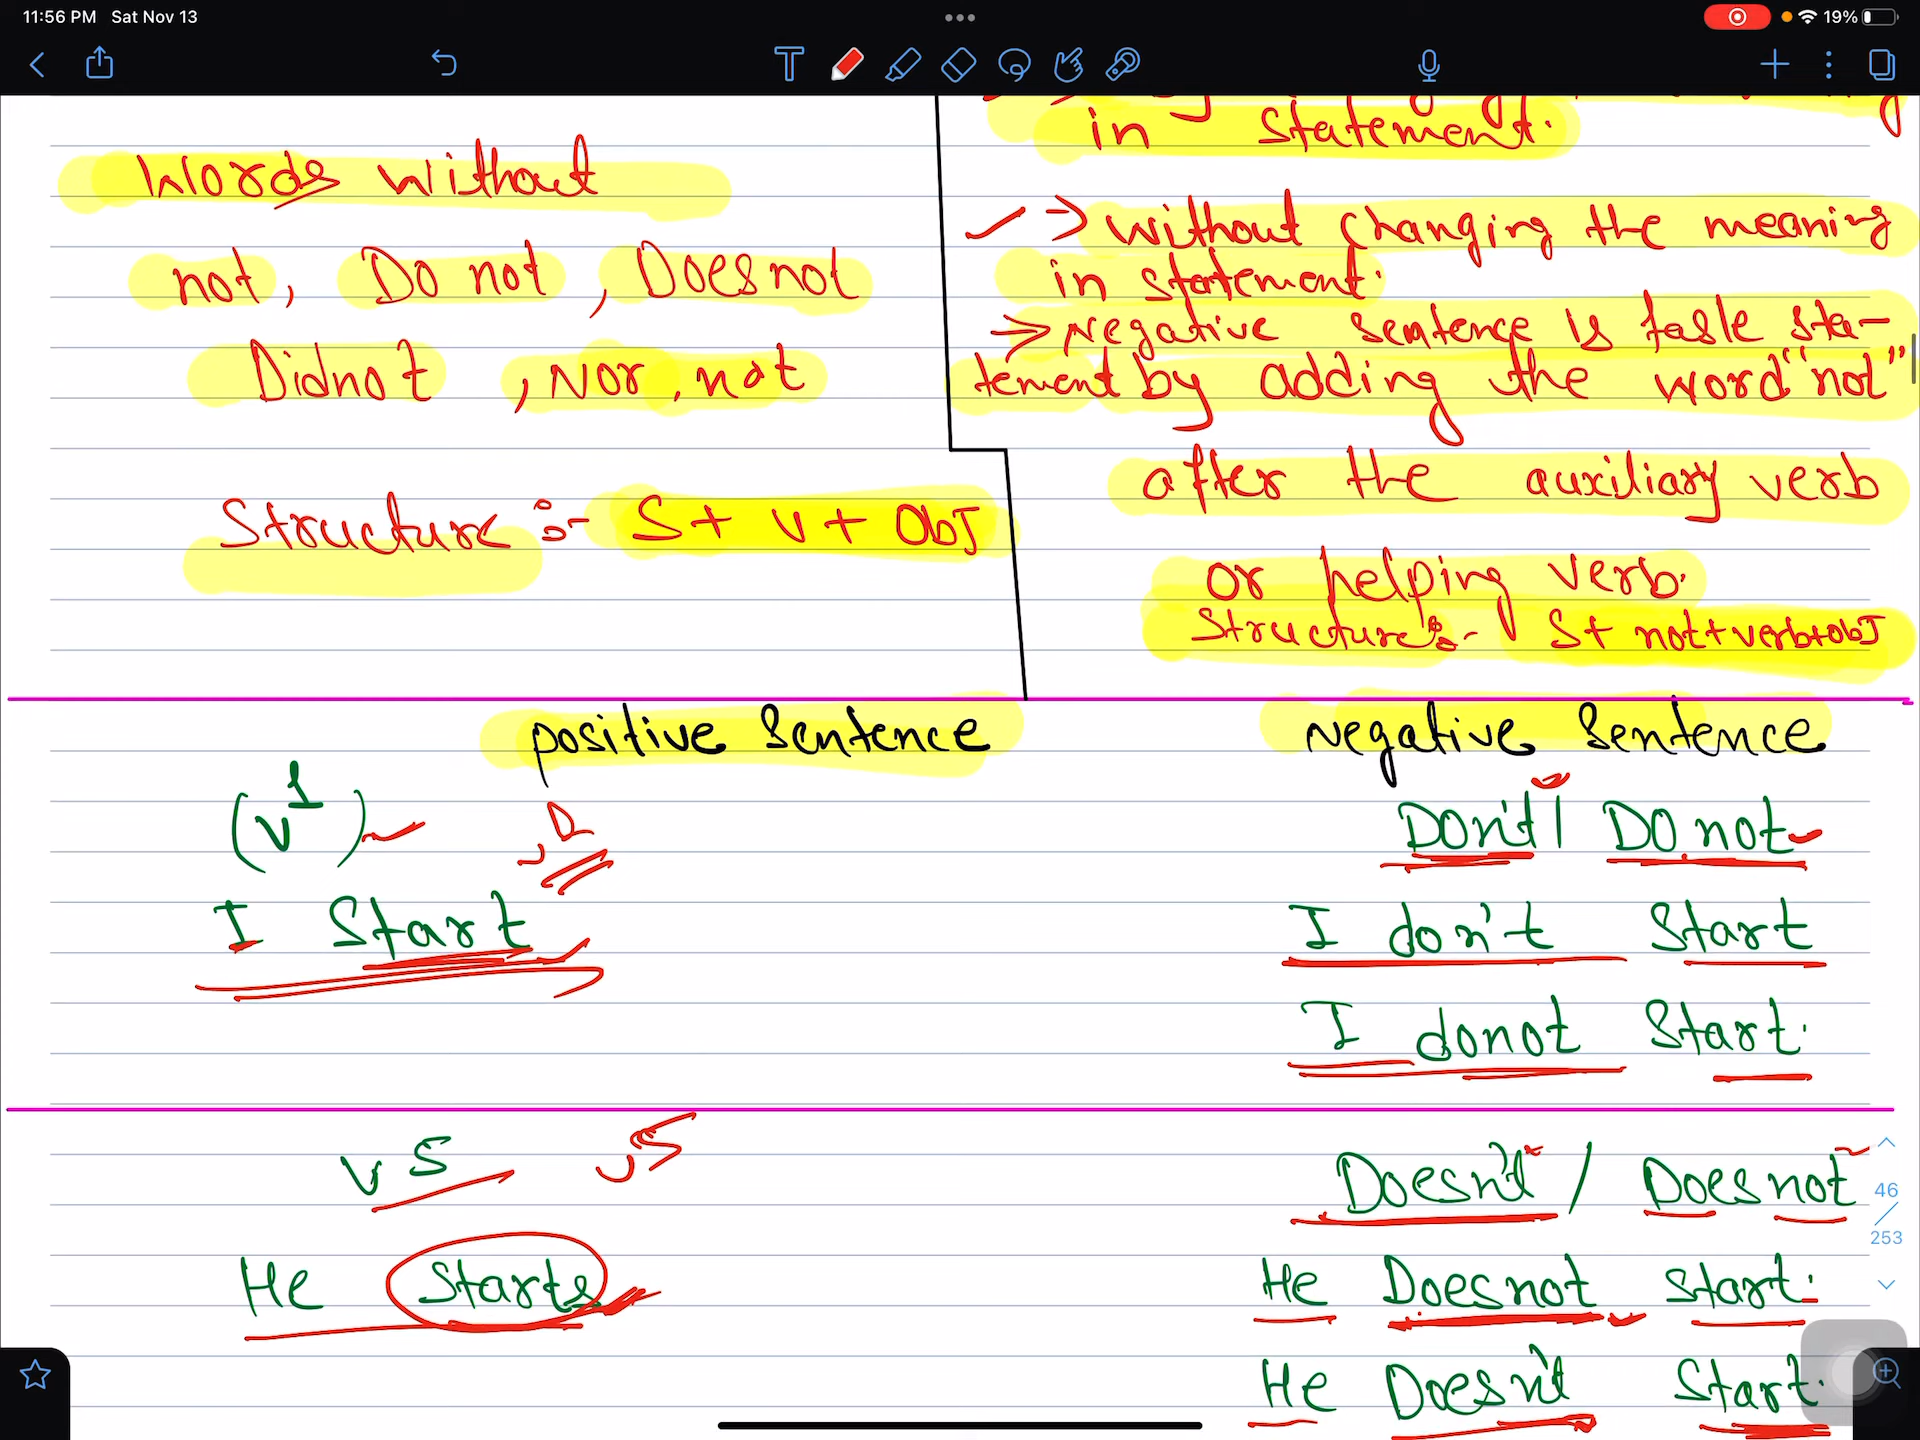 11:56 PM Sat Nov 13
19%
in statement.
Words without
not, Do not, Does not
Didnot, Nor, not
Structure :- S + V + Obj
→ without changing the meaning
in statement.
→ Negative sentence is fasle sta-
tement by adding the word "not"
after the auxiliary verb
or helping verb.
Structure :- S + not + verb + obj
positive Sentence
Negative Sentence
(V1)
Don't / Do not
I Start
I don't Start
I donot Start.
V S
V5
Doesn't / Does not
46
253
He Starts
He Doesnot Start.
He Doesn't Start.